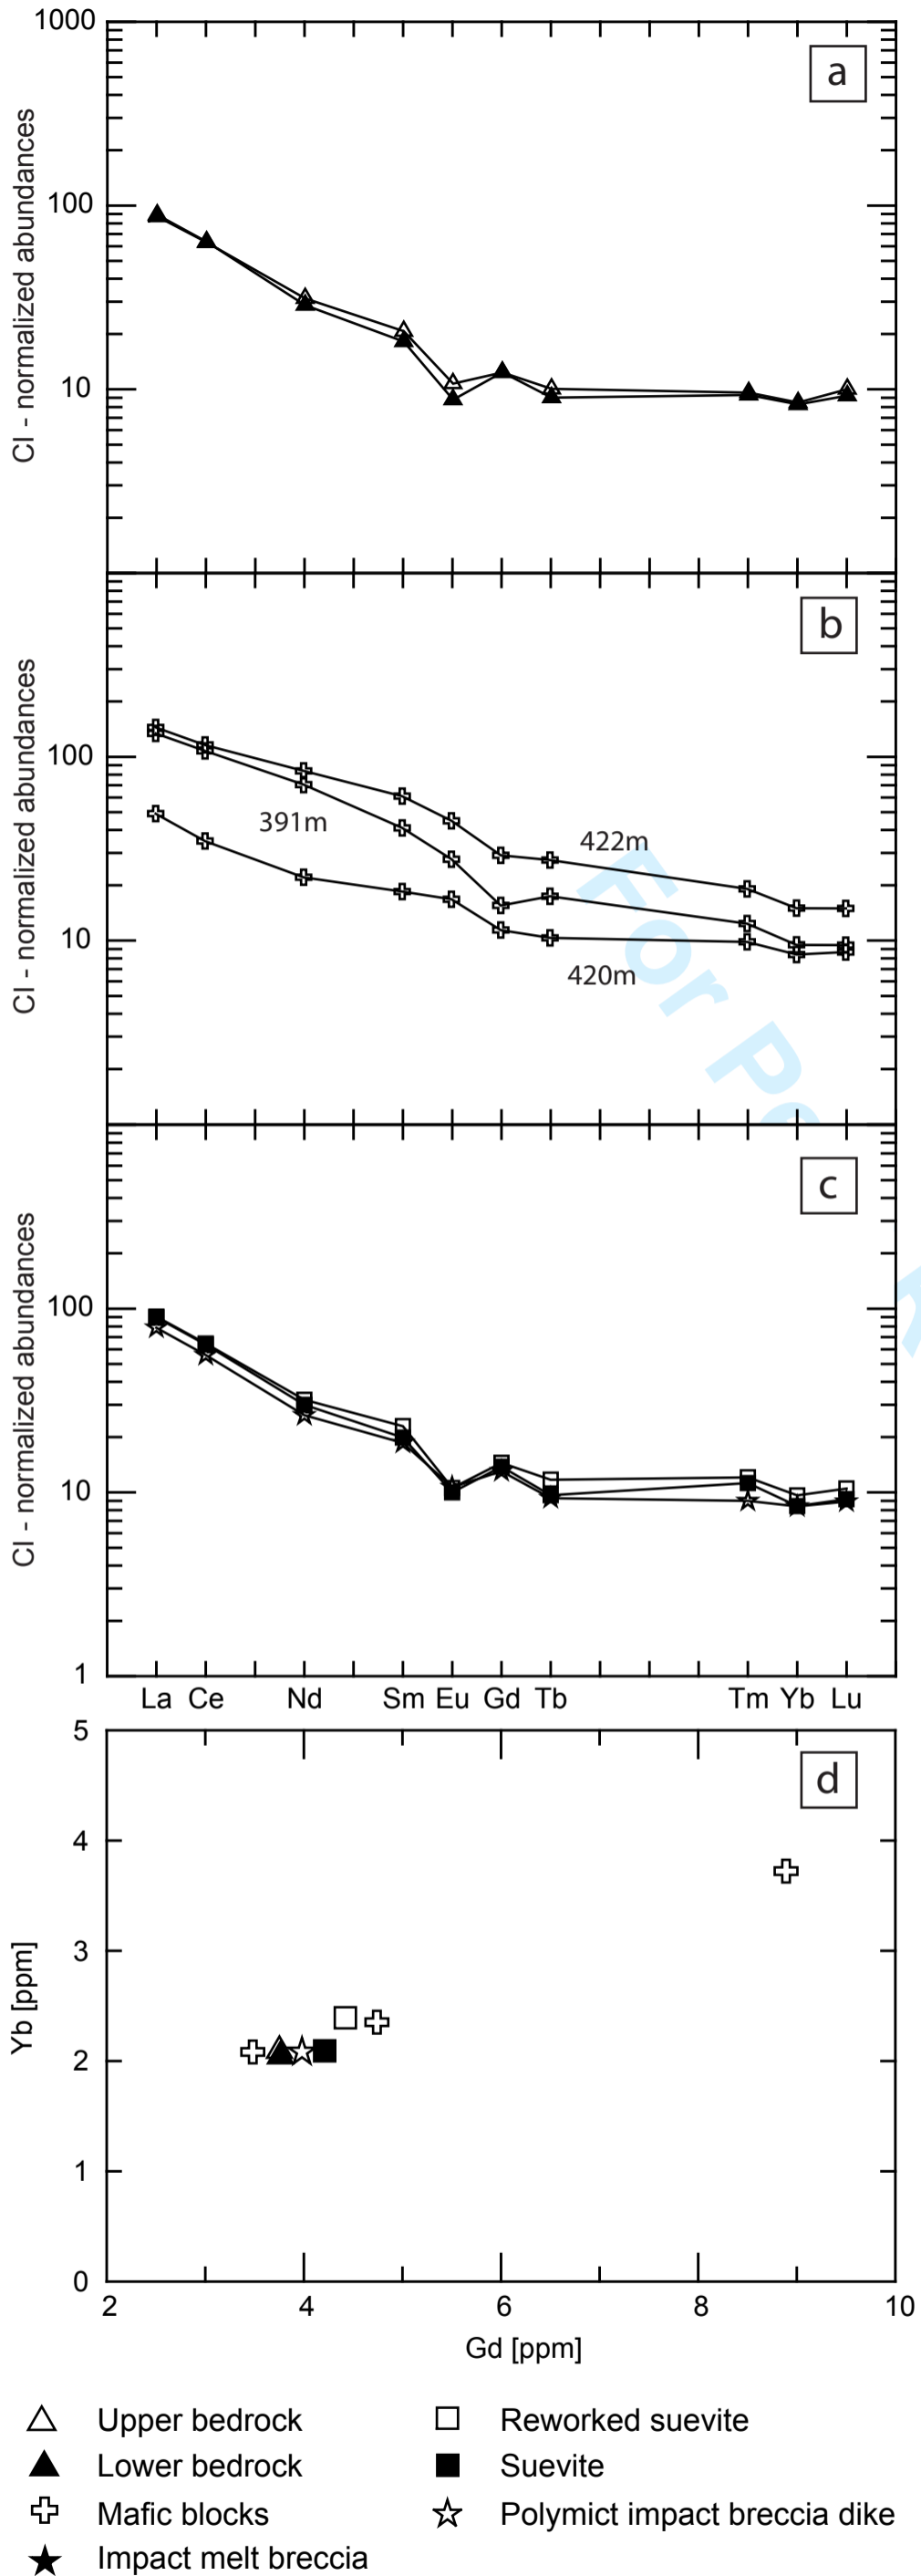 1000
a
CI - normalized abundances
100
10
b
CI - normalized abundances
100
391m
422m
10
420m
For Pe
c
CI - normalized abundances
100
10
1
La Ce Nd Sm Eu Gd Tb Tm Yb Lu
5
d
4
Yb [ppm]
3
2
1
0
2 4 6 8 10
Gd [ppm]
Upper bedrock Reworked suevite
Lower bedrock Suevite
Mafic blocks Polymict impact breccia dike
Impact melt breccia